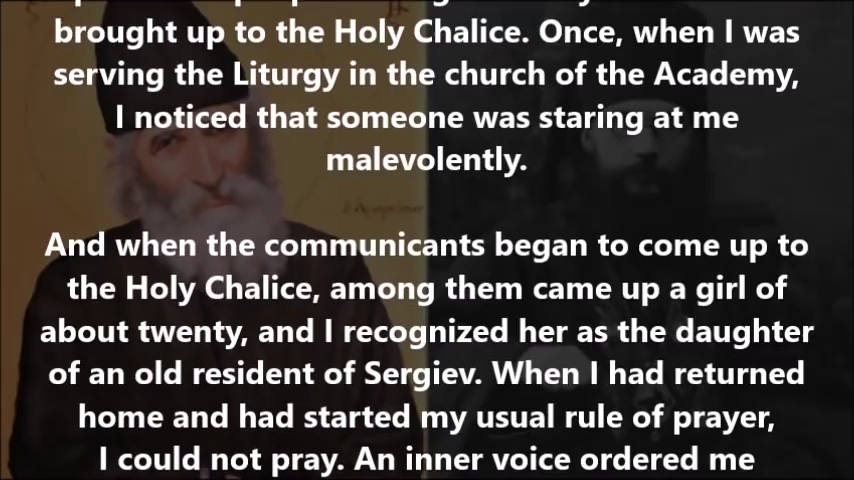 brought up to the Holy Chalice. Once, when I was
serving the Liturgy in the church of the Academy,
I noticed that someone was staring at me
malevolently.
And when the communicants began to come up to
the Holy Chalice, among them came up a girl of
about twenty, and I recognized her as the daughter
of an old resident of Sergiev. When I had returned
home and had started my usual rule of prayer,
I could not pray. An inner voice ordered me